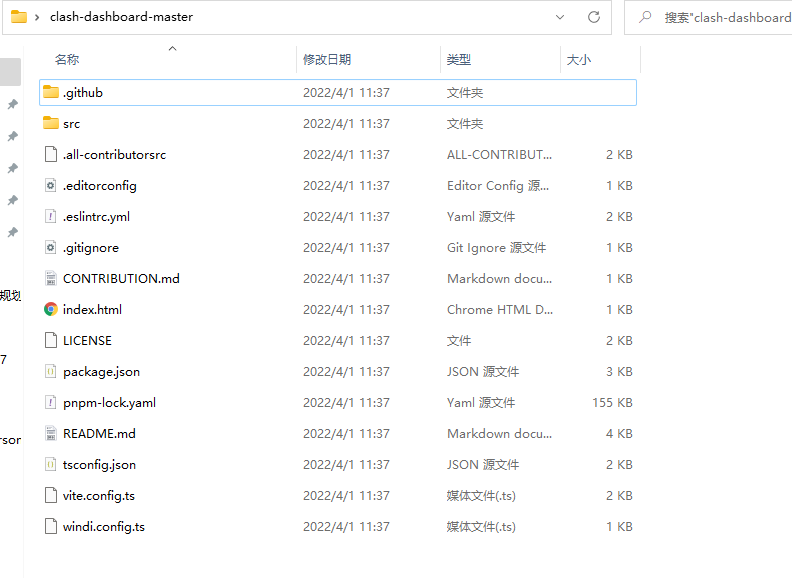 clash-dashboard-master
搜索"clash-dashboard
名称 修改日期 类型 大小
.github 2022/4/1 11:37 文件夹
src 2022/4/1 11:37 文件夹
.all-contributorsrc 2022/4/1 11:37 ALL-CONTRIBUT... 2 KB
.editorconfig 2022/4/1 11:37 Editor Config 源... 1 KB
.eslintrc.yml 2022/4/1 11:37 Yaml 源文件 2 KB
.gitignore 2022/4/1 11:37 Git Ignore 源文件 1 KB
CONTRIBUTION.md 2022/4/1 11:37 Markdown docu... 1 KB
规划
index.html 2022/4/1 11:37 Chrome HTML D... 1 KB
LICENSE 2022/4/1 11:37 文件 2 KB
7
package.json 2022/4/1 11:37 JSON 源文件 3 KB
pnpm-lock.yaml 2022/4/1 11:37 Yaml 源文件 155 KB
README.md 2022/4/1 11:37 Markdown docu... 4 KB
rsor
tsconfig.json 2022/4/1 11:37 JSON 源文件 2 KB
vite.config.ts 2022/4/1 11:37 媒体文件(.ts) 2 KB
windi.config.ts 2022/4/1 11:37 媒体文件(.ts) 1 KB